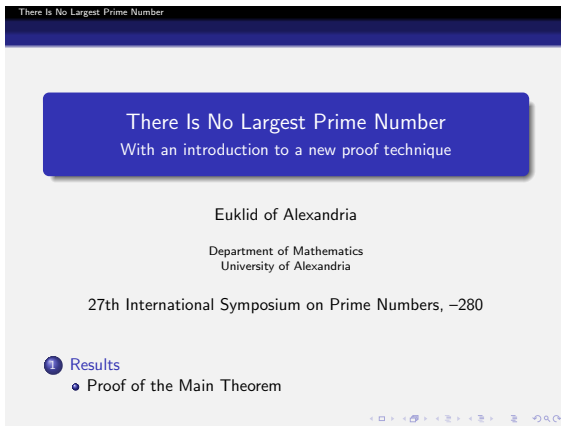 There Is No Largest Prime Number
There Is No Largest Prime Number
With an introduction to a new proof technique
Euklid of Alexandria
Department of Mathematics
University of Alexandria
27th International Symposium on Prime Numbers, –280
1 Results
Proof of the Main Theorem